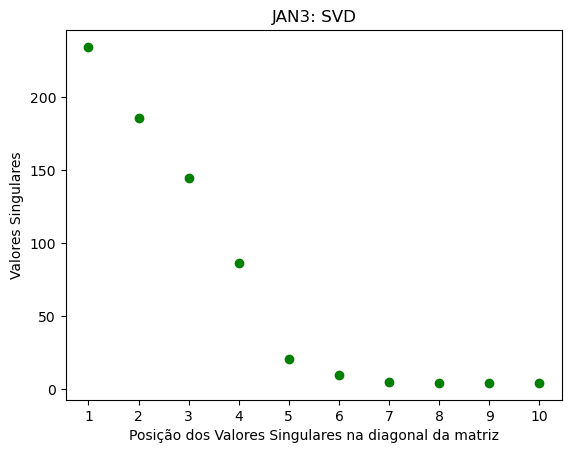 JAN3: SVD
Valores Singulares
200
150
100
50
0
1 2 3 4 5 6 7 8 9 10
Posição dos Valores Singulares na diagonal da matriz